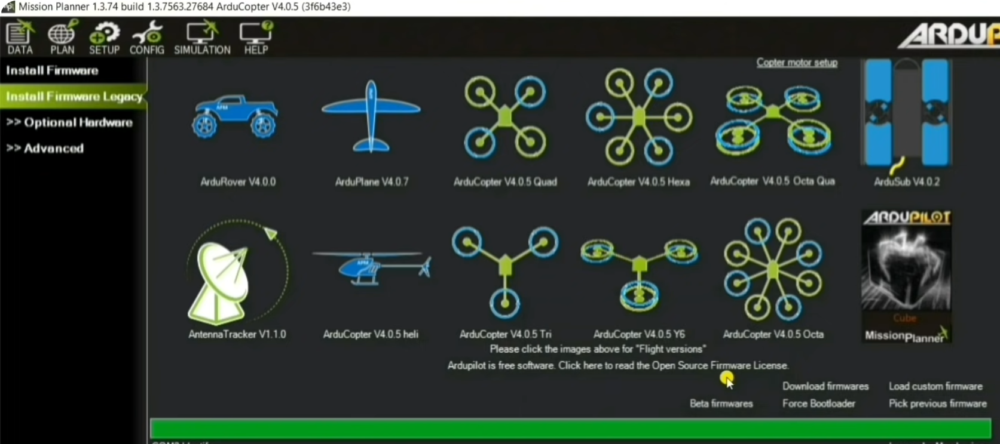 Mission Planner 1.3.74 build 1.3.7563.27684 ArduCopter V4.0.5 (3f6b43e3)
DATA PLAN SETUP CONFIG SIMULATION HELP
ARDUP
Install Firmware
Install Firmware Legacy
>> Optional Hardware
>> Advanced
Copter motor setup
ArduRover V4.0.0
ArduPlane V4.0.7
ArduCopter V4.0.5 Quad
ArduCopter V4.0.5 Hexa
ArduCopter V4.0.5 Octa Qua
ArduSub V4.0.2
ARDUPILOT
Cube
MissionPlanner
AntennaTracker V1.1.0
ArduCopter V4.0.5 heli
ArduCopter V4.0.5 Tri
ArduCopter V4.0.5 Y6
ArduCopter V4.0.5 Octa
Please click the images above for "Flight versions"
Ardupilot is free software. Click here to read the Open Source Firmware License.
Download firmwares
Load custom firmware
Beta firmwares
Force Bootloader
Pick previous firmware